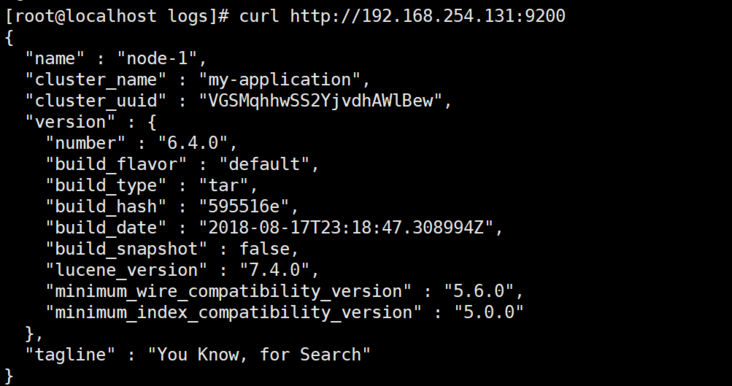 [root@localhost logs]# curl http://192.168.254.131:9200
{
  "name" : "node-1",
  "cluster_name" : "my-application",
  "cluster_uuid" : "VGSMqhhwSS2YjvdhAWlBew",
  "version" : {
    "number" : "6.4.0",
    "build_flavor" : "default",
    "build_type" : "tar",
    "build_hash" : "595516e",
    "build_date" : "2018-08-17T23:18:47.308994Z",
    "build_snapshot" : false,
    "lucene_version" : "7.4.0",
    "minimum_wire_compatibility_version" : "5.6.0",
    "minimum_index_compatibility_version" : "5.0.0"
  },
  "tagline" : "You Know, for Search"
}